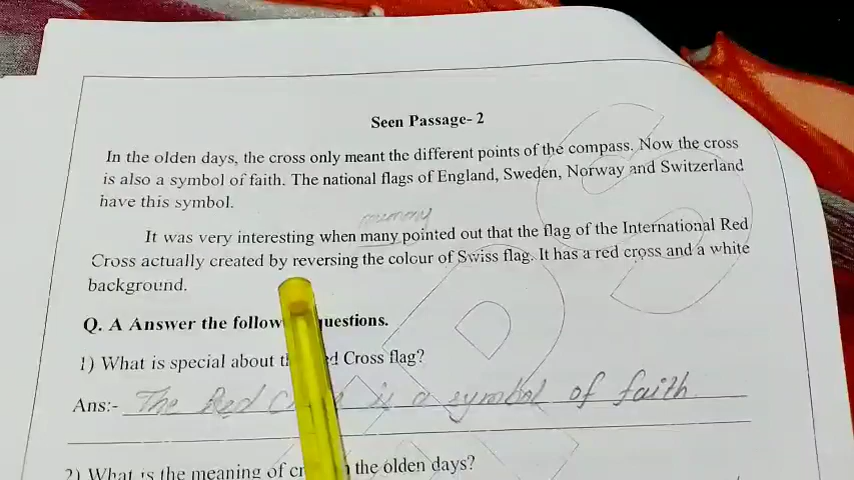 Seen Passage- 2
In the olden days, the cross only meant the different points of the compass. Now the cross
is also a symbol of faith. The national flags of England, Sweden, Norway and Switzerland
have this symbol.
mummy
It was very interesting when many pointed out that the flag of the International Red
Cross actually created by reversing the colour of Swiss flag. It has a red cross and a white
background.
Q. A Answer the follow uestions.
1) What is special about t d Cross flag?
Ans:- The Red C is a symbol of faith
2) What is the meaning of cr the olden days?